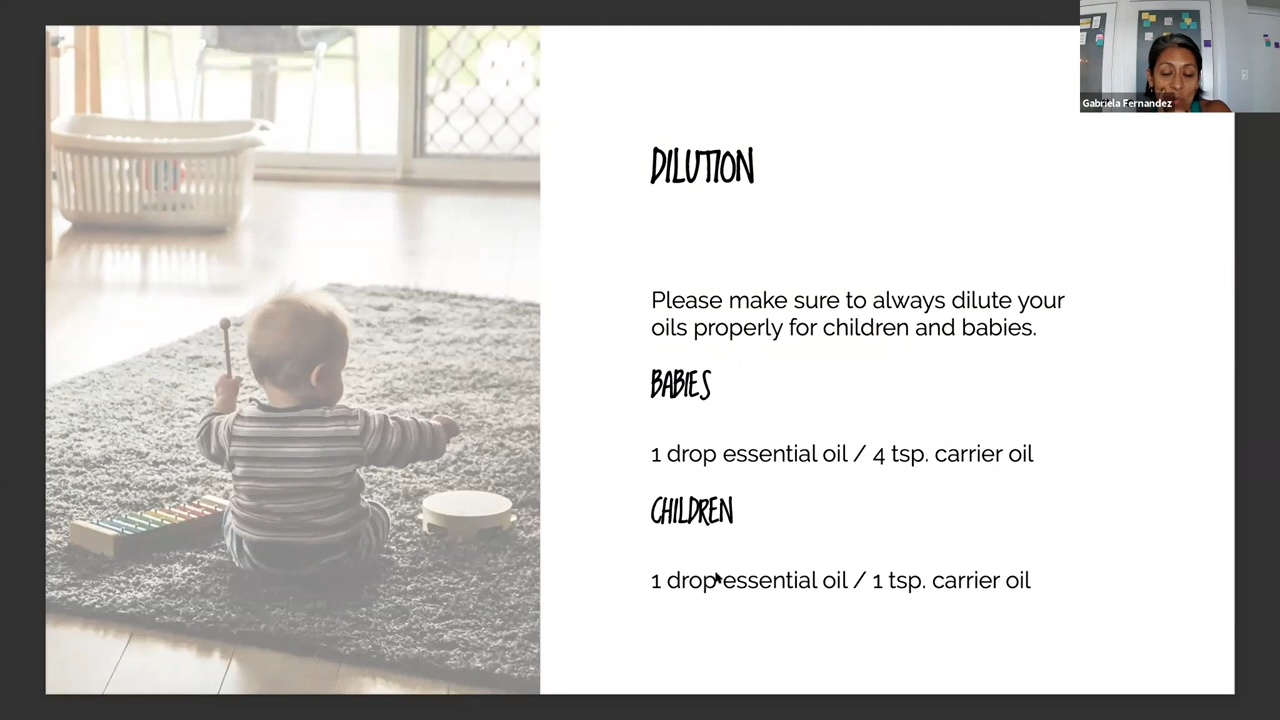 Gabriela Fernandez
DILUTION
Please make sure to always dilute your
oils properly for children and babies.
BABIES
1 drop essential oil / 4 tsp. carrier oil
CHILDREN
1 drop essential oil / 1 tsp. carrier oil